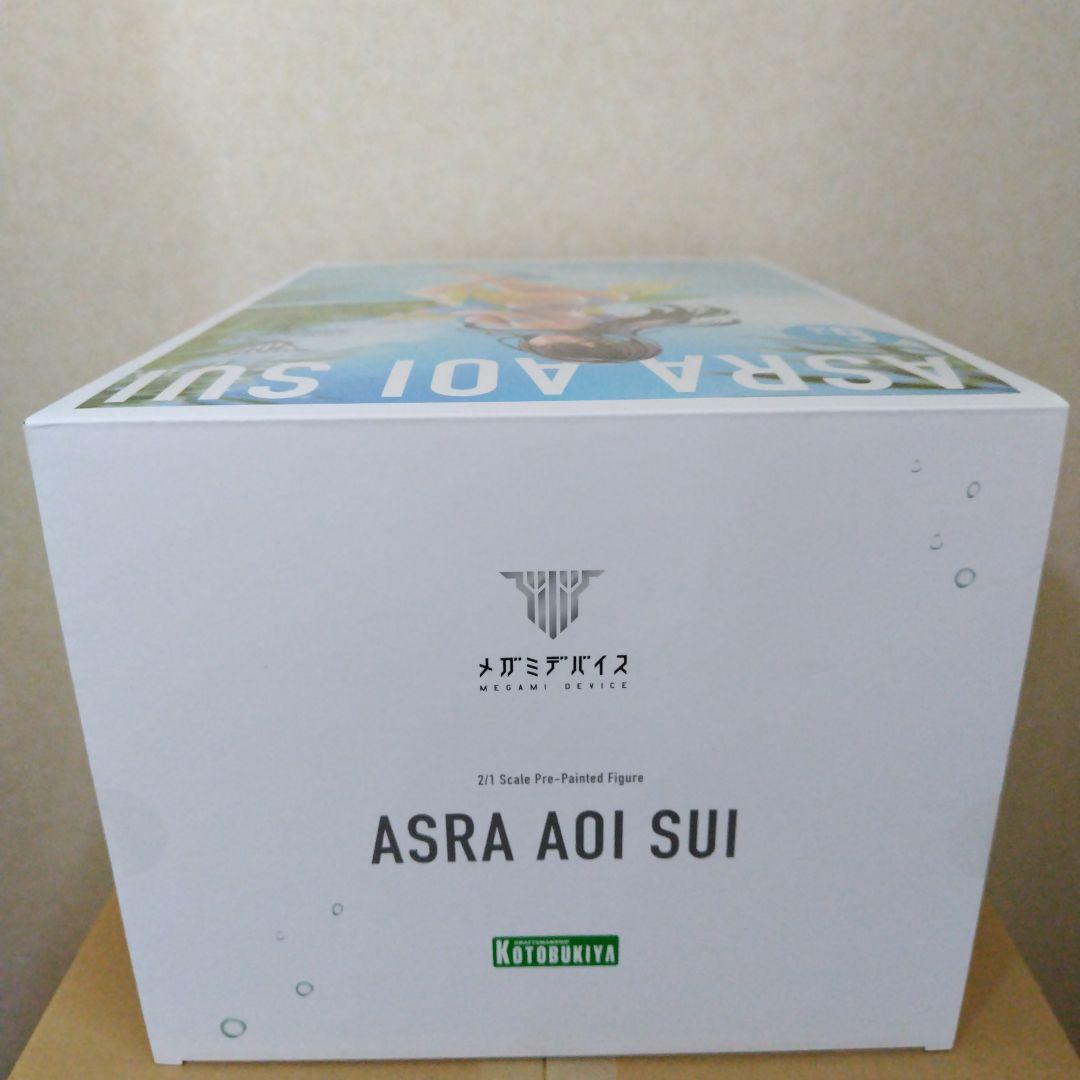 ASRA AOI SUI
メガミデバイス
MEGAMI DEVICE
2/1 Scale Pre-Painted Figure
ASRA AOI SUI
KOTOBUKIYA